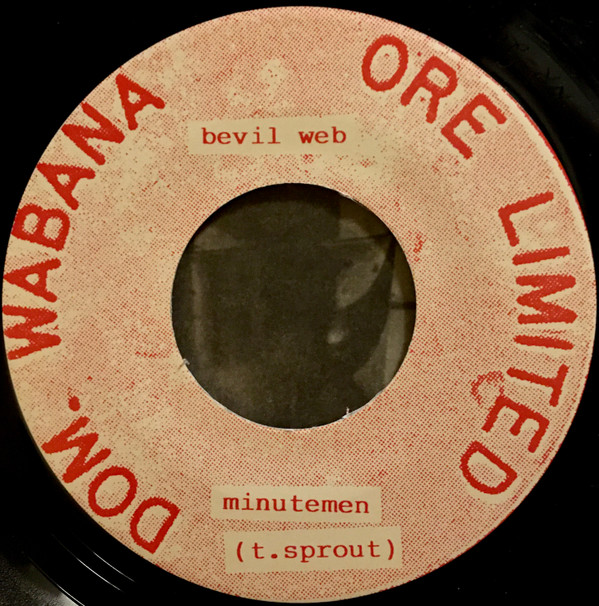 DOM. WABANA ORE LIMITED
bevil web
minutemen
(t.sprout)